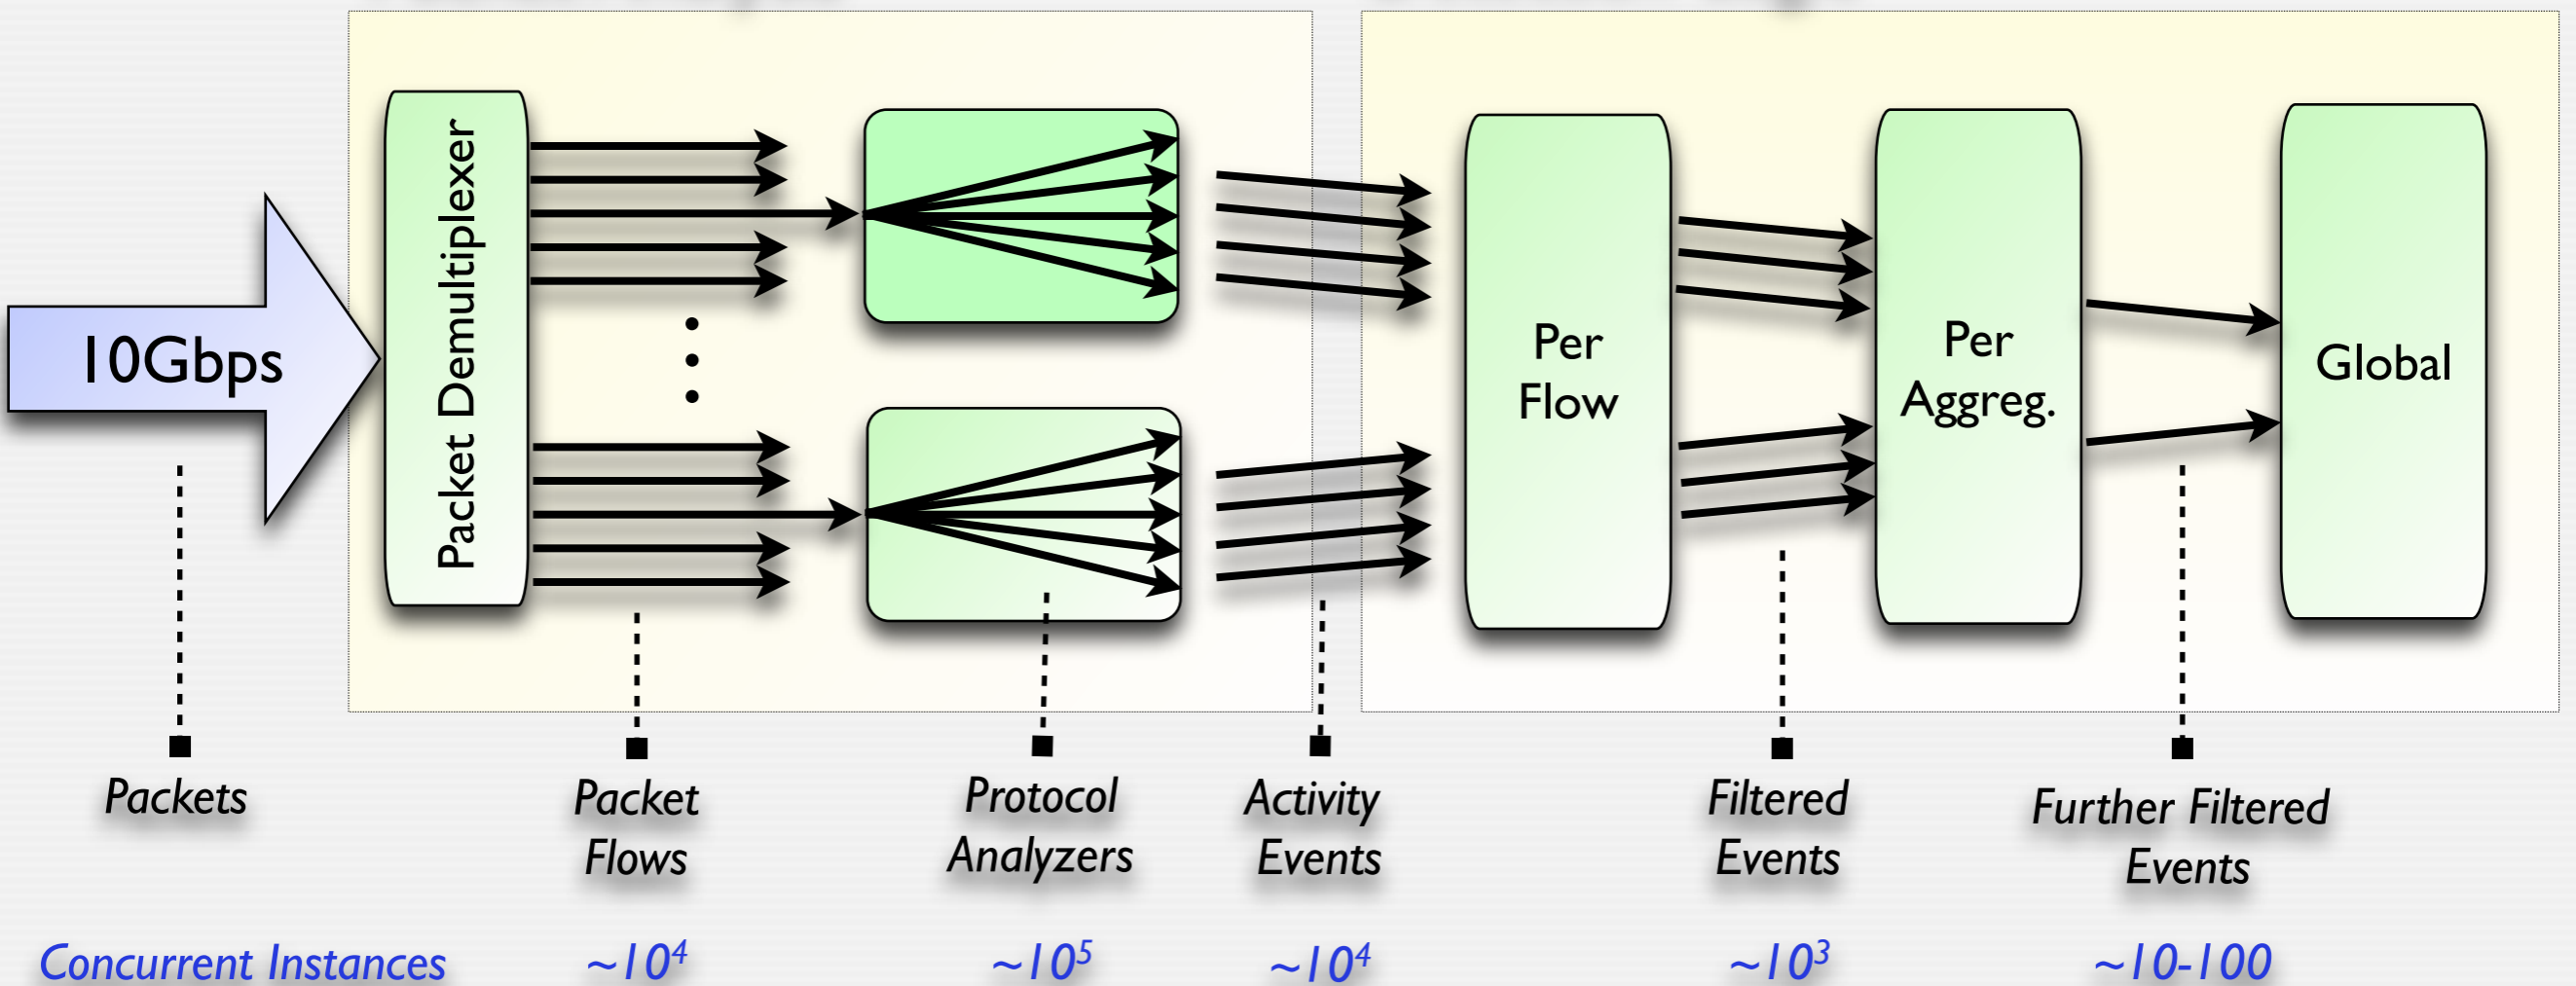 10Gbps
Packet Demultiplexer
Per
Flow
Per
Aggreg.
Global
Packets
Packet
Flows
Protocol
Analyzers
Activity
Events
Filtered
Events
Further Filtered
Events
Concurrent Instances
~10⁴
~10⁵
~10⁴
~10³
~10-100